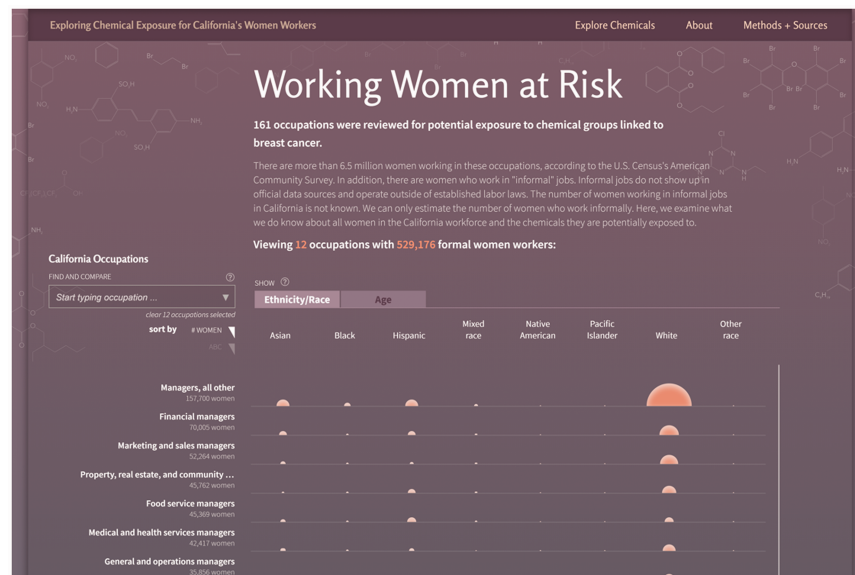 Exploring Chemical Exposure for California's Women Workers
Explore Chemicals
About
Methods + Sources
Working Women at Risk
161 occupations were reviewed for potential exposure to chemical groups linked to
breast cancer.
There are more than 6.5 million women working in these occupations, according to the U.S. Census's American
Community Survey. In addition, there are women who work in "informal" jobs. Informal jobs do not show up in
official data sources and operate outside of established labor laws. The number of women working in informal jobs
in California is not known. We can only estimate the number of women who work informally. Here, we examine what
we do know about all women in the California workforce and the chemicals they are potentially exposed to.
Viewing 12 occupations with 529,176 formal women workers:
California Occupations
FIND AND COMPARE ?
Start typing occupation ...
clear 12 occupations selected
sort by # WOMEN
ABC
SHOW ?
Ethnicity/Race Age
Asian
Black
Hispanic
Mixed
race
Native
American
Pacific
Islander
White
Other
race
Managers, all other
157,700 women
Financial managers
70,005 women
Marketing and sales managers
52,264 women
Property, real estate, and community ...
45,762 women
Food service managers
45,369 women
Medical and health services managers
42,417 women
General and operations managers
35,856 women